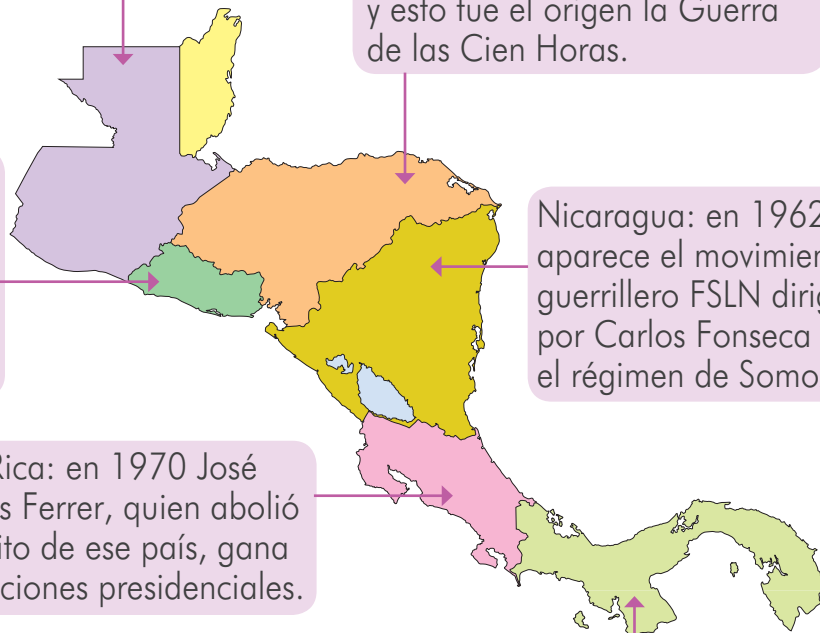 y esto fue el origen la Guerra
de las Cien Horas.
Nicaragua: en 1962
aparece el movimien
guerrillero FSLN dirig
por Carlos Fonseca
el régimen de Somo
Rica: en 1970 José
s Ferrer, quien abolió
ito de ese país, gana
ciones presidenciales.